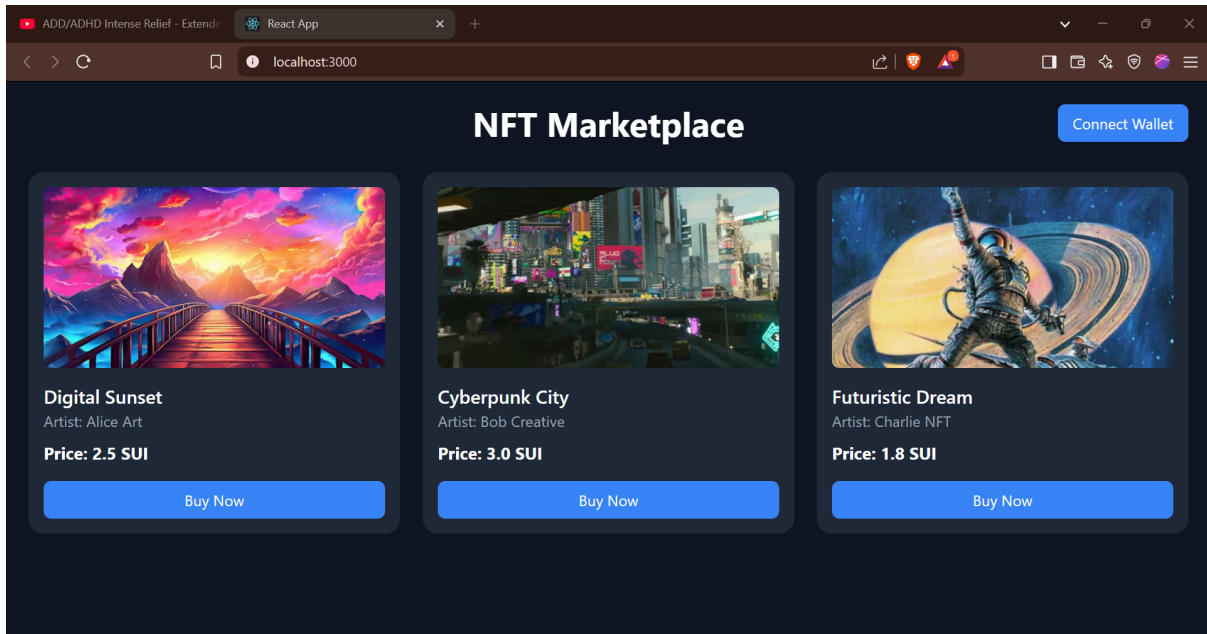 ADD/ADHD Intense Relief - Extende
React App
localhost:3000
NFT Marketplace
Connect Wallet
Digital Sunset
Artist: Alice Art
Price: 2.5 SUI
Buy Now
Cyberpunk City
Artist: Bob Creative
Price: 3.0 SUI
Buy Now
Futuristic Dream
Artist: Charlie NFT
Price: 1.8 SUI
Buy Now